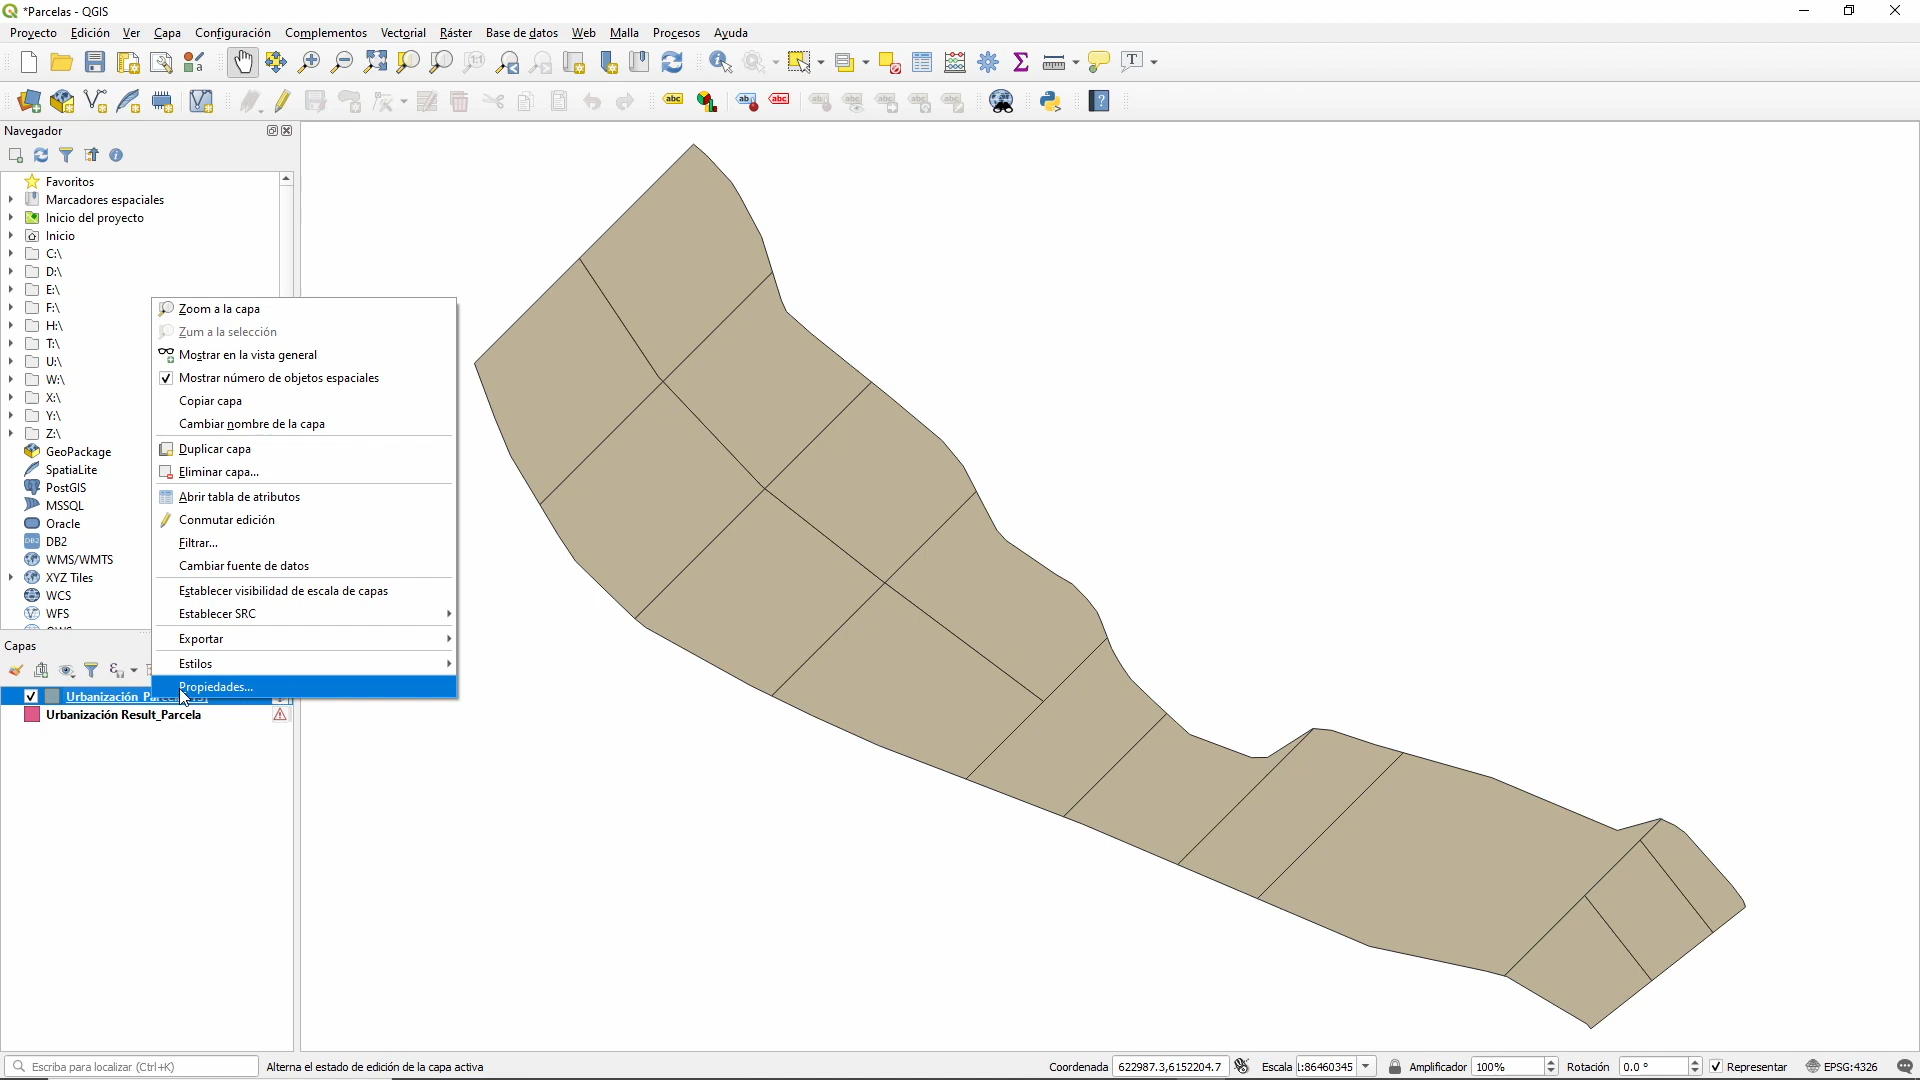 *Parcelas - QGIS
Proyecto Edición Ver Capa Configuración Complementos Vectorial Ráster Base de datos Web Malla Procesos Ayuda
Navegador
Favoritos
Marcadores espaciales
Inicio del proyecto
Inicio
C:\
D:\
E:\
F:\
H:\
T:\
U:\
W:\
X:\
Y:\
Z:\
GeoPackage
SpatiaLite
PostGIS
MSSQL
Oracle
DB2
WMS/WMTS
XYZ Tiles
WCS
WFS
Zoom a la capa
Zum a la selección
Mostrar en la vista general
Mostrar número de objetos espaciales
Copiar capa
Cambiar nombre de la capa
Duplicar capa
Eliminar capa...
Abrir tabla de atributos
Conmutar edición
Filtrar...
Cambiar fuente de datos
Establecer visibilidad de escala de capas
Establecer SRC
Exportar
Estilos
Propiedades...
Capas
Urbanización
Urbanización Result_Parcela
Escriba para localizar (Ctrl+K) Alterna el estado de edición de la capa activa Coordenada 622987.3,6152204.7 Escala 1:86460345 Amplificador 100% Rotación 0.0 ° Representar EPSG:4326